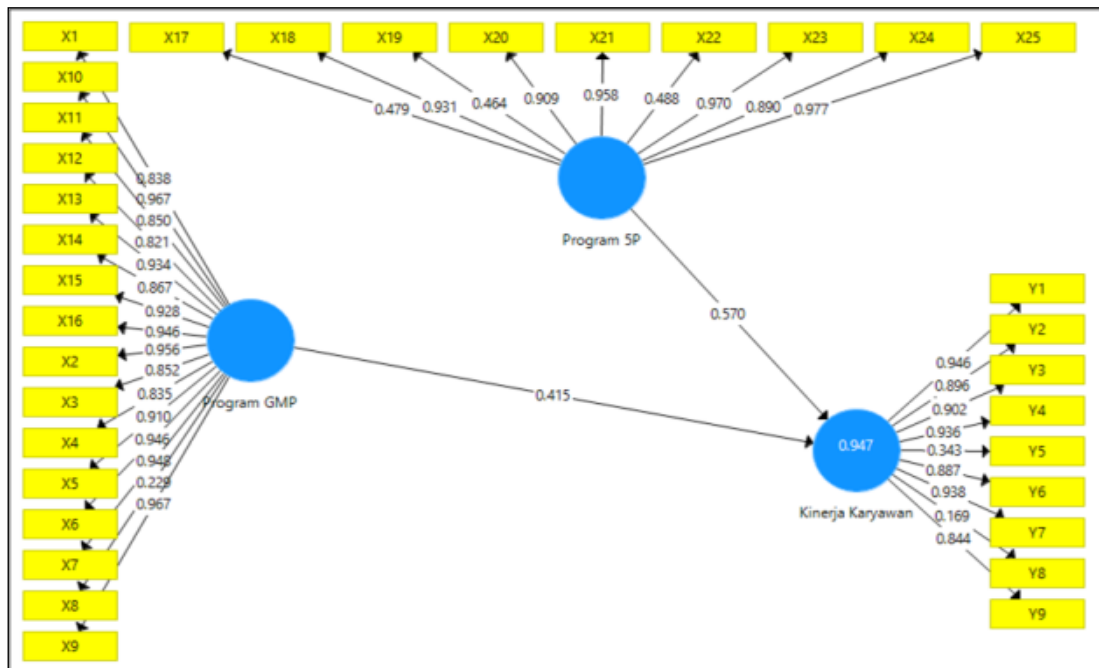 X1
X17
X18
X19
X20
X21
X22
X23
X24
X25
X10
X11
X12
X13
X14
X15
X16
X2
X3
X4
X5
X6
X7
X8
X9
0.479
0.931
0.464
0.909
0.958
0.488
0.970
0.890
0.977
0.838
0.967
0.850
0.821
0.934
0.867
0.928
0.946
0.956
0.852
0.835
0.910
0.946
0.948
0.229
0.967
Program 5P
Program GMP
0.570
0.415
0.947
Kinerja Karyawan
0.946
0.896
0.902
0.936
0.343
0.887
0.938
0.169
0.844
Y1
Y2
Y3
Y4
Y5
Y6
Y7
Y8
Y9